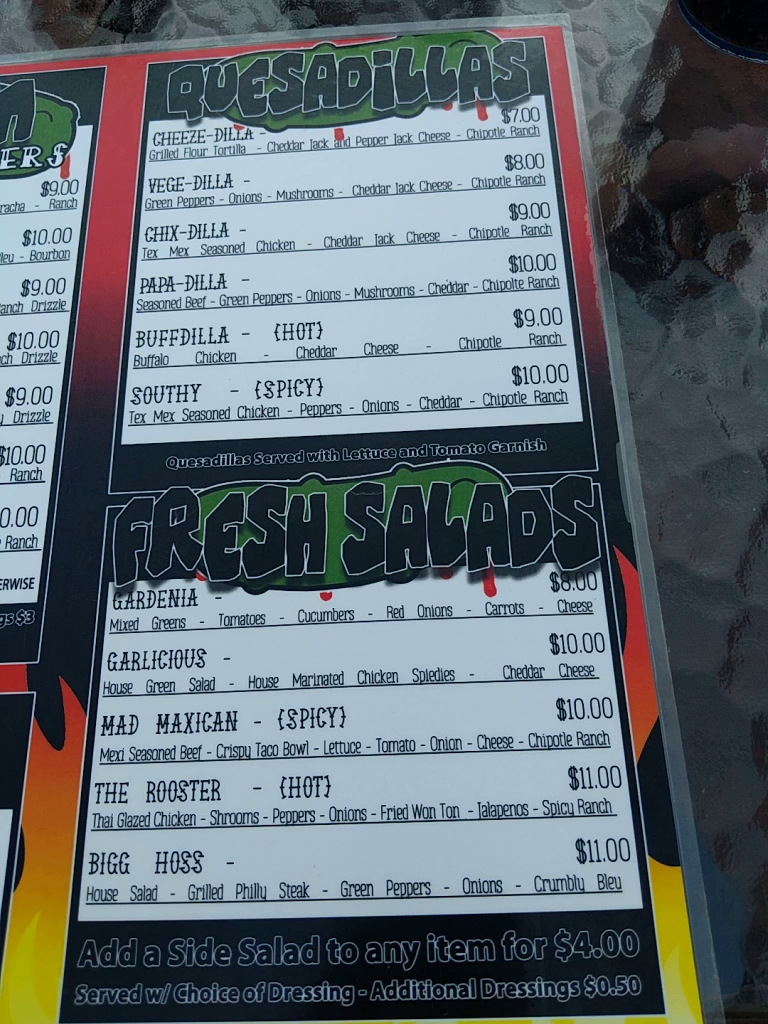 ERS
$9.00
racha - Ranch
$10.00
leu - Bourbon
$9.00
anch Drizzle
$10.00
ch Drizzle
$9.00
Drizzle
$10.00
Ranch
0.00
Ranch
ERWISE
gs $3
QUESADILLAS
CHEEZE-DILLA - $7.00
Grilled Flour Tortilla - Cheddar Jack and Pepper Jack Cheese - Chipotle Ranch
VEGE-DILLA - $8.00
Green Peppers - Onions - Mushrooms - Cheddar Jack Cheese - Chipotle Ranch
CHIX-DILLA - $9.00
Tex Mex Seasoned Chicken - Cheddar Jack Cheese - Chipotle Ranch
PAPA-DILLA - $10.00
Seasoned Beef - Green Peppers - Onions - Mushrooms - Cheddar - Chipolte Ranch
BUFFDILLA - {HOT} $9.00
Buffalo Chicken - Cheddar Cheese - Chipotle Ranch
SOUTHY - {SPICY} $10.00
Tex Mex Seasoned Chicken - Peppers - Onions - Cheddar - Chipotle Ranch
Quesadillas Served with Lettuce and Tomato Garnish
FRESH SALADS
GARDENIA - $8.00
Mixed Greens - Tomatoes - Cucumbers - Red Onions - Carrots - Cheese
GARLICIOUS - $10.00
House Green Salad - House Marinated Chicken Spiedies - Cheddar Cheese
MAD MAXICAN - {SPICY} $10.00
Mexi Seasoned Beef - Crispy Taco Bowl - Lettuce - Tomato - Onion - Cheese - Chipotle Ranch
THE ROOSTER - {HOT} $11.00
Thai Glazed Chicken - Shrooms - Peppers - Onions - Fried Won Ton - Jalapenos - Spicy Ranch
BIGG HOSS - $11.00
House Salad - Grilled Philly Steak - Green Peppers - Onions - Crumbly Bleu
Add a Side Salad to any item for $4.00
Served w/ Choice of Dressing - Additional Dressings $0.50